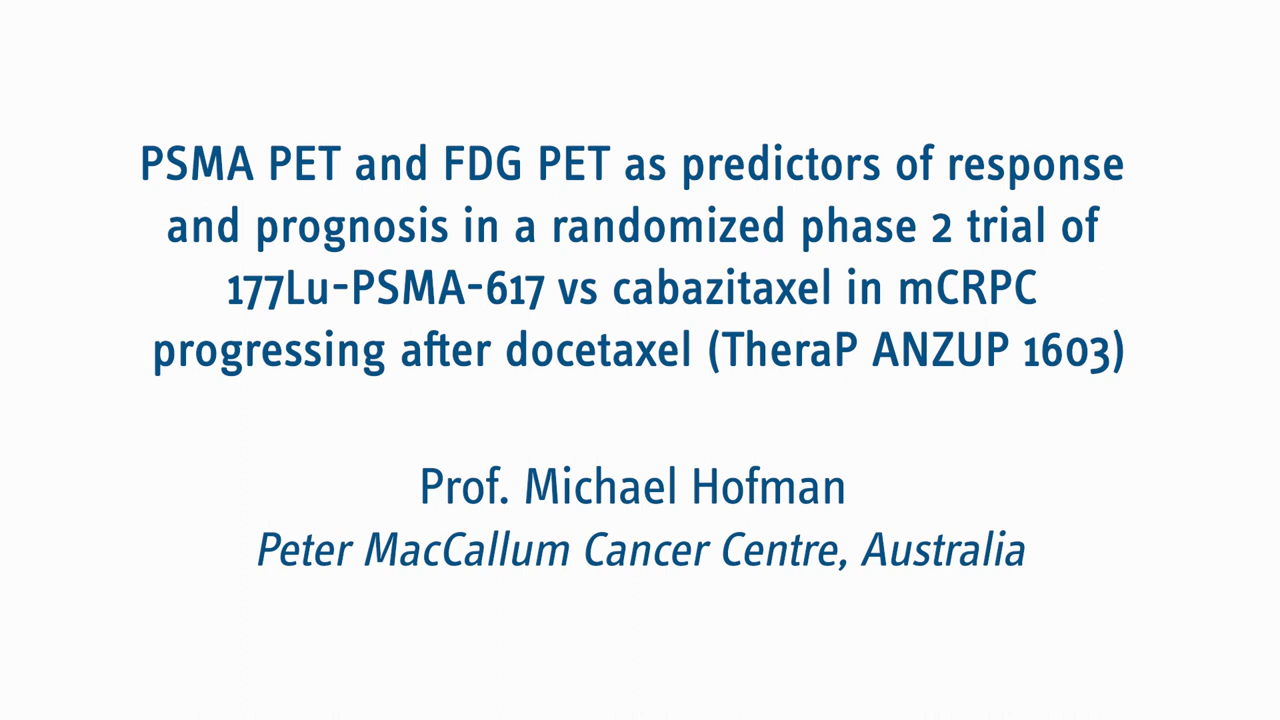 PSMA PET and FDG PET as predictors of response
and prognosis in a randomized phase 2 trial of
177Lu-PSMA-617 vs cabazitaxel in mCRPC
progressing after docetaxel (TheraP ANZUP 1603)
Prof. Michael Hofman
Peter MacCallum Cancer Centre, Australia